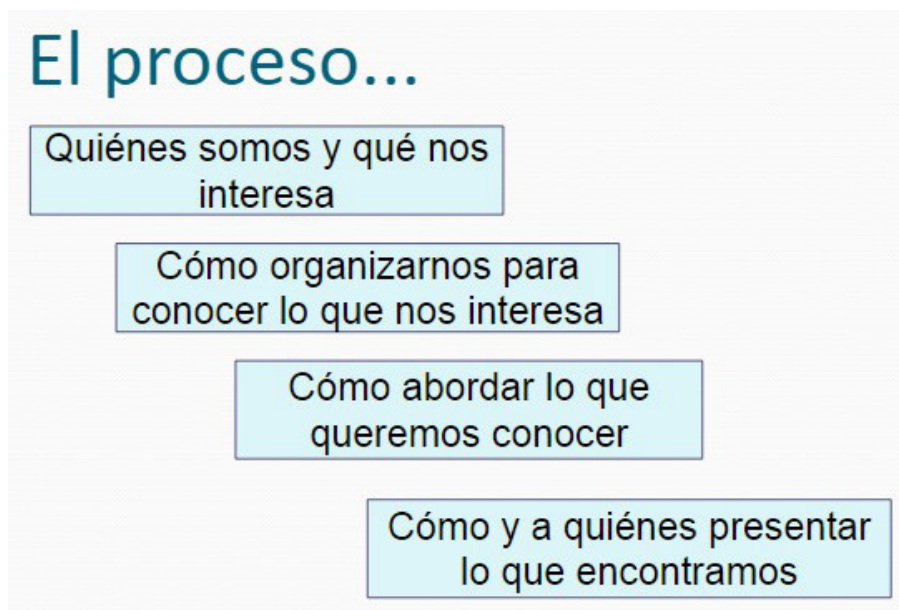 El proceso...
Quiénes somos y qué nos
interesa
Cómo organizarnos para
conocer lo que nos interesa
Cómo abordar lo que
queremos conocer
Cómo y a quiénes presentar
lo que encontramos